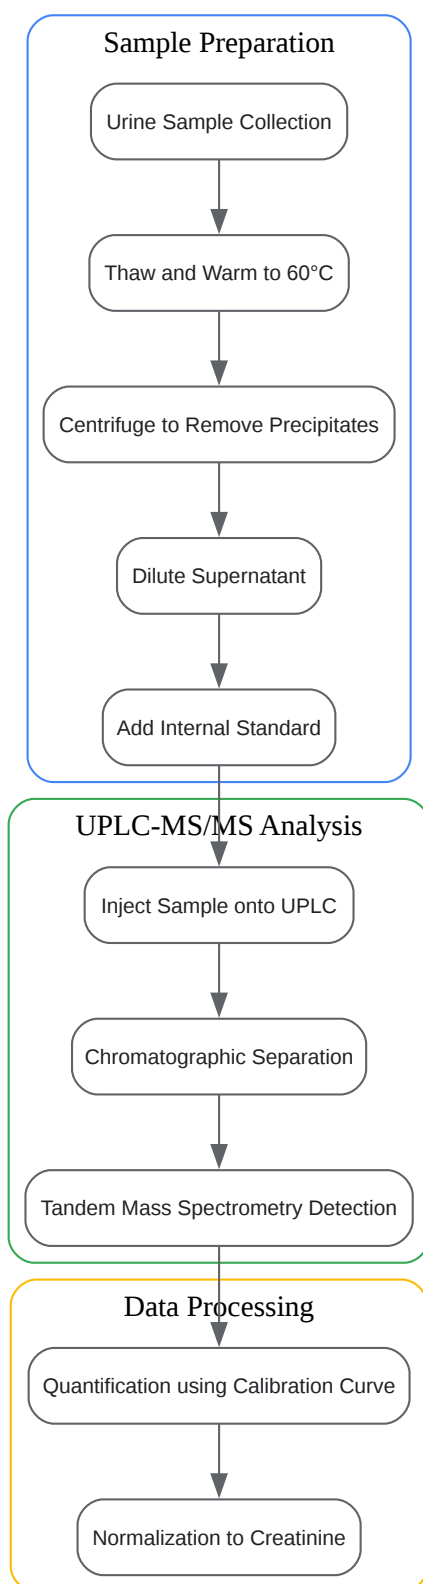 Sample Preparation
Urine Sample Collection
Thaw and Warm to 60°C
Centrifuge to Remove Precipitates
Dilute Supernatant
Add Internal Standard
UPLC-MS/MS Analysis
Inject Sample onto UPLC
Chromatographic Separation
Tandem Mass Spectrometry Detection
Data Processing
Quantification using Calibration Curve
Normalization to Creatinine